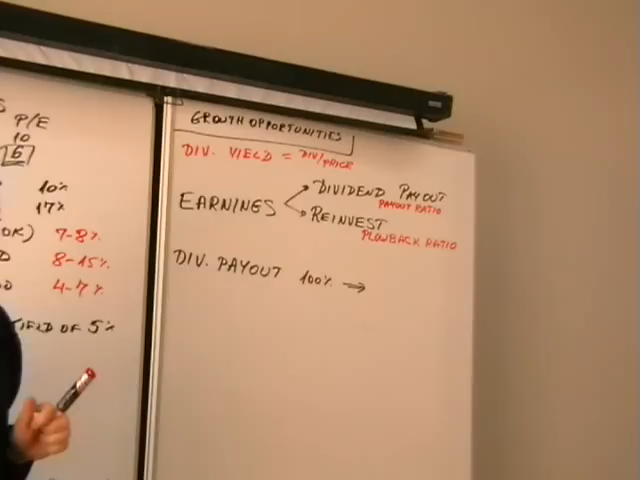 P/E
10
6
10%
17%
OK) 7-8%
8-15%
4-7%
YIELD OF 5%
GROWTH OPPORTUNITIES
DIV. YIELD = DIV/PRICE
EARNINGS
DIVIDEND PAYOUT
PAYOUT RATIO
REINVEST
PLOWBACK RATIO
DIV. PAYOUT 100% →